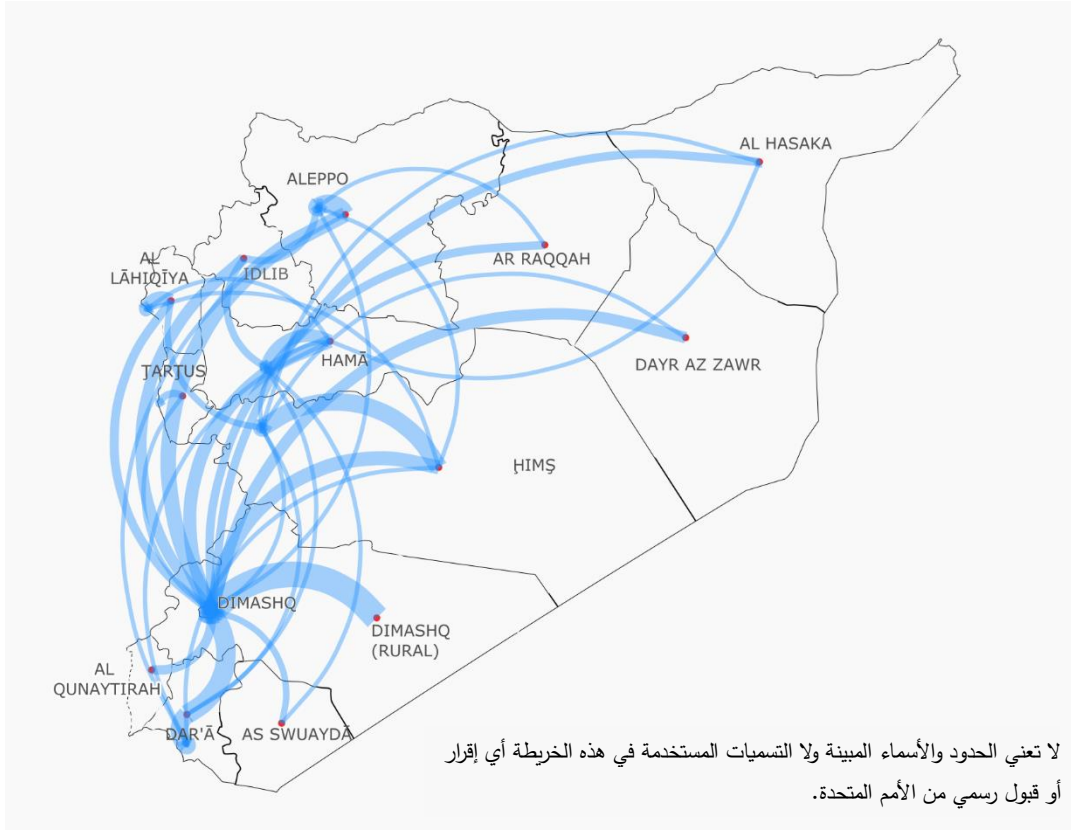 AL HASAKA
ALEPPO
AR RAQQAH
AL
LĀHIQĪYA
IDLIB
DAYR AZ ZAWR
HAMĀ
ŢARŢUS
ḨIMŞ
DIMASHQ
DIMASHQ
(RURAL)
AL
QUNAYTIRAH
DAR'Ā
AS SWUAYDĀ
لا تعني الحدود والأسماء المبينة ولا التسميات المستخدمة في هذه الخريطة أي إقرار
أو قبول رسمي من الأمم المتحدة.